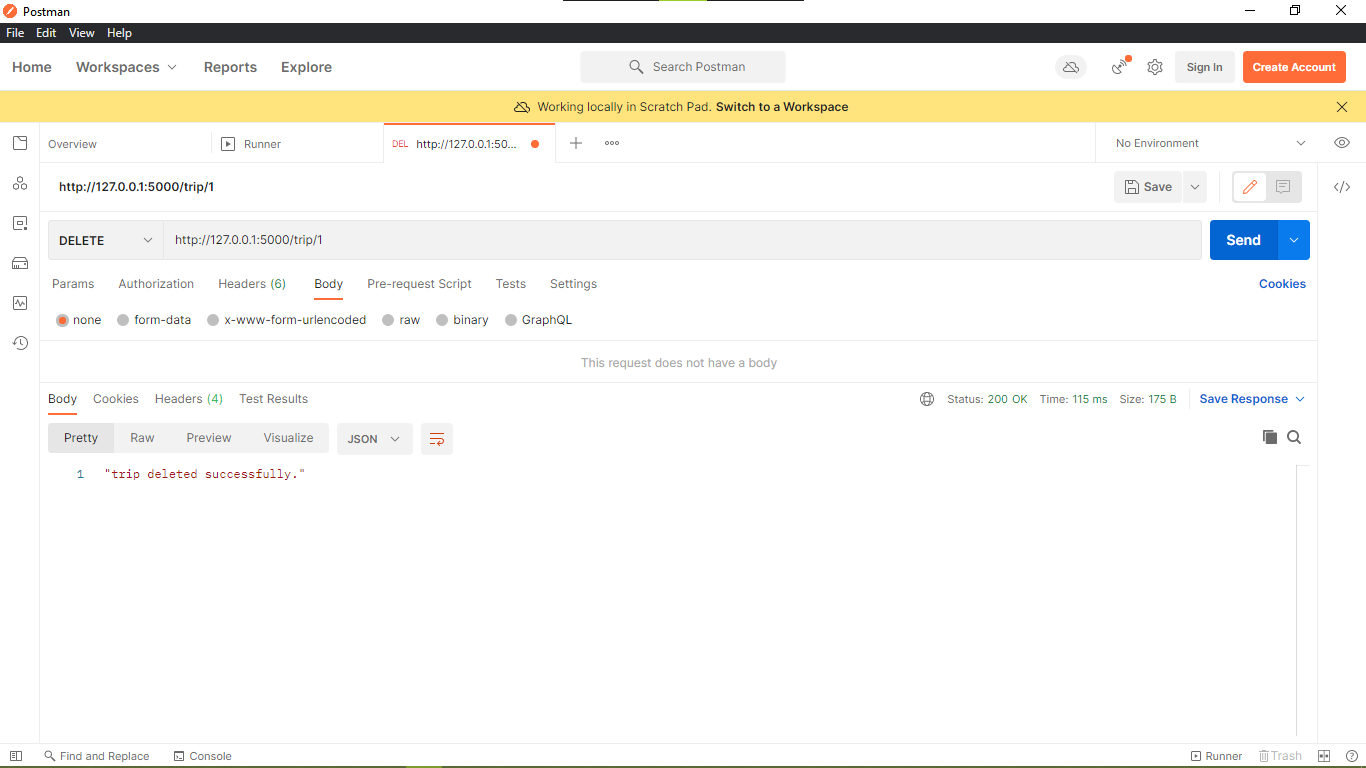 Postman
File Edit View Help
Home Workspaces Reports Explore Search Postman Sign In Create Account
Working locally in Scratch Pad. Switch to a Workspace
Overview Runner DEL http://127.0.0.1:50... No Environment
http://127.0.0.1:5000/trip/1 Save
DELETE http://127.0.0.1:5000/trip/1 Send
Params Authorization Headers (6) Body Pre-request Script Tests Settings Cookies
none form-data x-www-form-urlencoded raw binary GraphQL
This request does not have a body
Body Cookies Headers (4) Test Results Status: 200 OK Time: 115 ms Size: 175 B Save Response
Pretty Raw Preview Visualize JSON
1 "trip deleted successfully."
Find and Replace Console Runner Trash